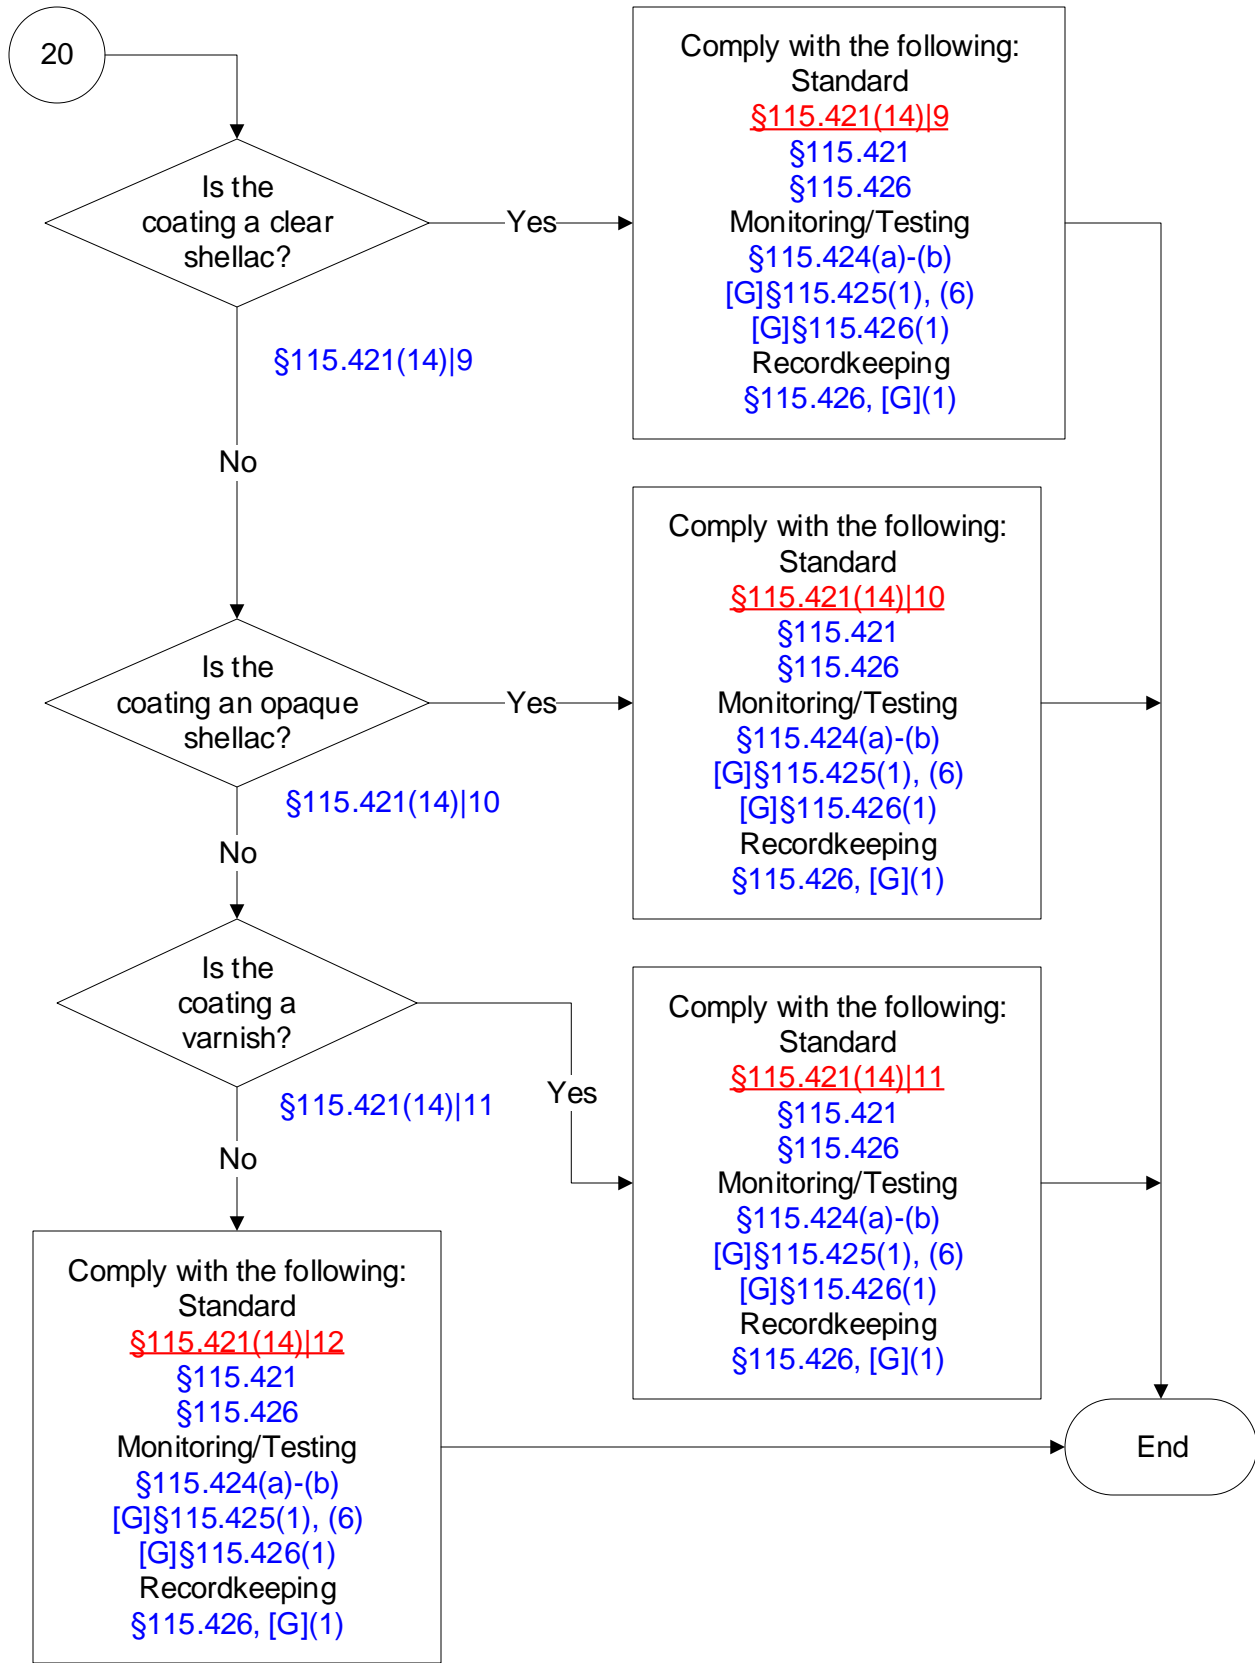 20
Is the
coating a clear
shellac?
Yes
§115.421(14)|9
No
Comply with the following:
Standard
§115.421(14)|9
§115.421
§115.426
Monitoring/Testing
§115.424(a)-(b)
[G]§115.425(1), (6)
[G]§115.426(1)
Recordkeeping
§115.426, [G](1)
Is the
coating an opaque
shellac?
Yes
§115.421(14)|10
No
Comply with the following:
Standard
§115.421(14)|10
§115.421
§115.426
Monitoring/Testing
§115.424(a)-(b)
[G]§115.425(1), (6)
[G]§115.426(1)
Recordkeeping
§115.426, [G](1)
Is the
coating a
varnish?
Yes
§115.421(14)|11
No
Comply with the following:
Standard
§115.421(14)|11
§115.421
§115.426
Monitoring/Testing
§115.424(a)-(b)
[G]§115.425(1), (6)
[G]§115.426(1)
Recordkeeping
§115.426, [G](1)
Comply with the following:
Standard
§115.421(14)|12
§115.421
§115.426
Monitoring/Testing
§115.424(a)-(b)
[G]§115.425(1), (6)
[G]§115.426(1)
Recordkeeping
§115.426, [G](1)
End